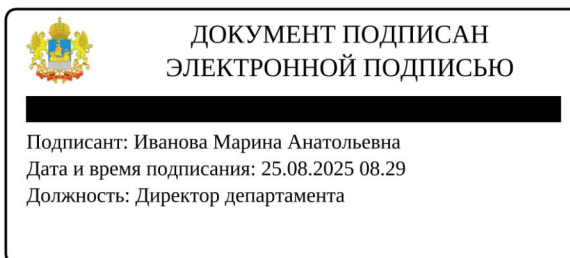 ДОКУМЕНТ ПОДПИСАН
ЭЛЕКТРОННОЙ ПОДПИСЬЮ
Подписант: Иванова Марина Анатольевна
Дата и время подписания: 25.08.2025 08.29
Должность: Директор департамента